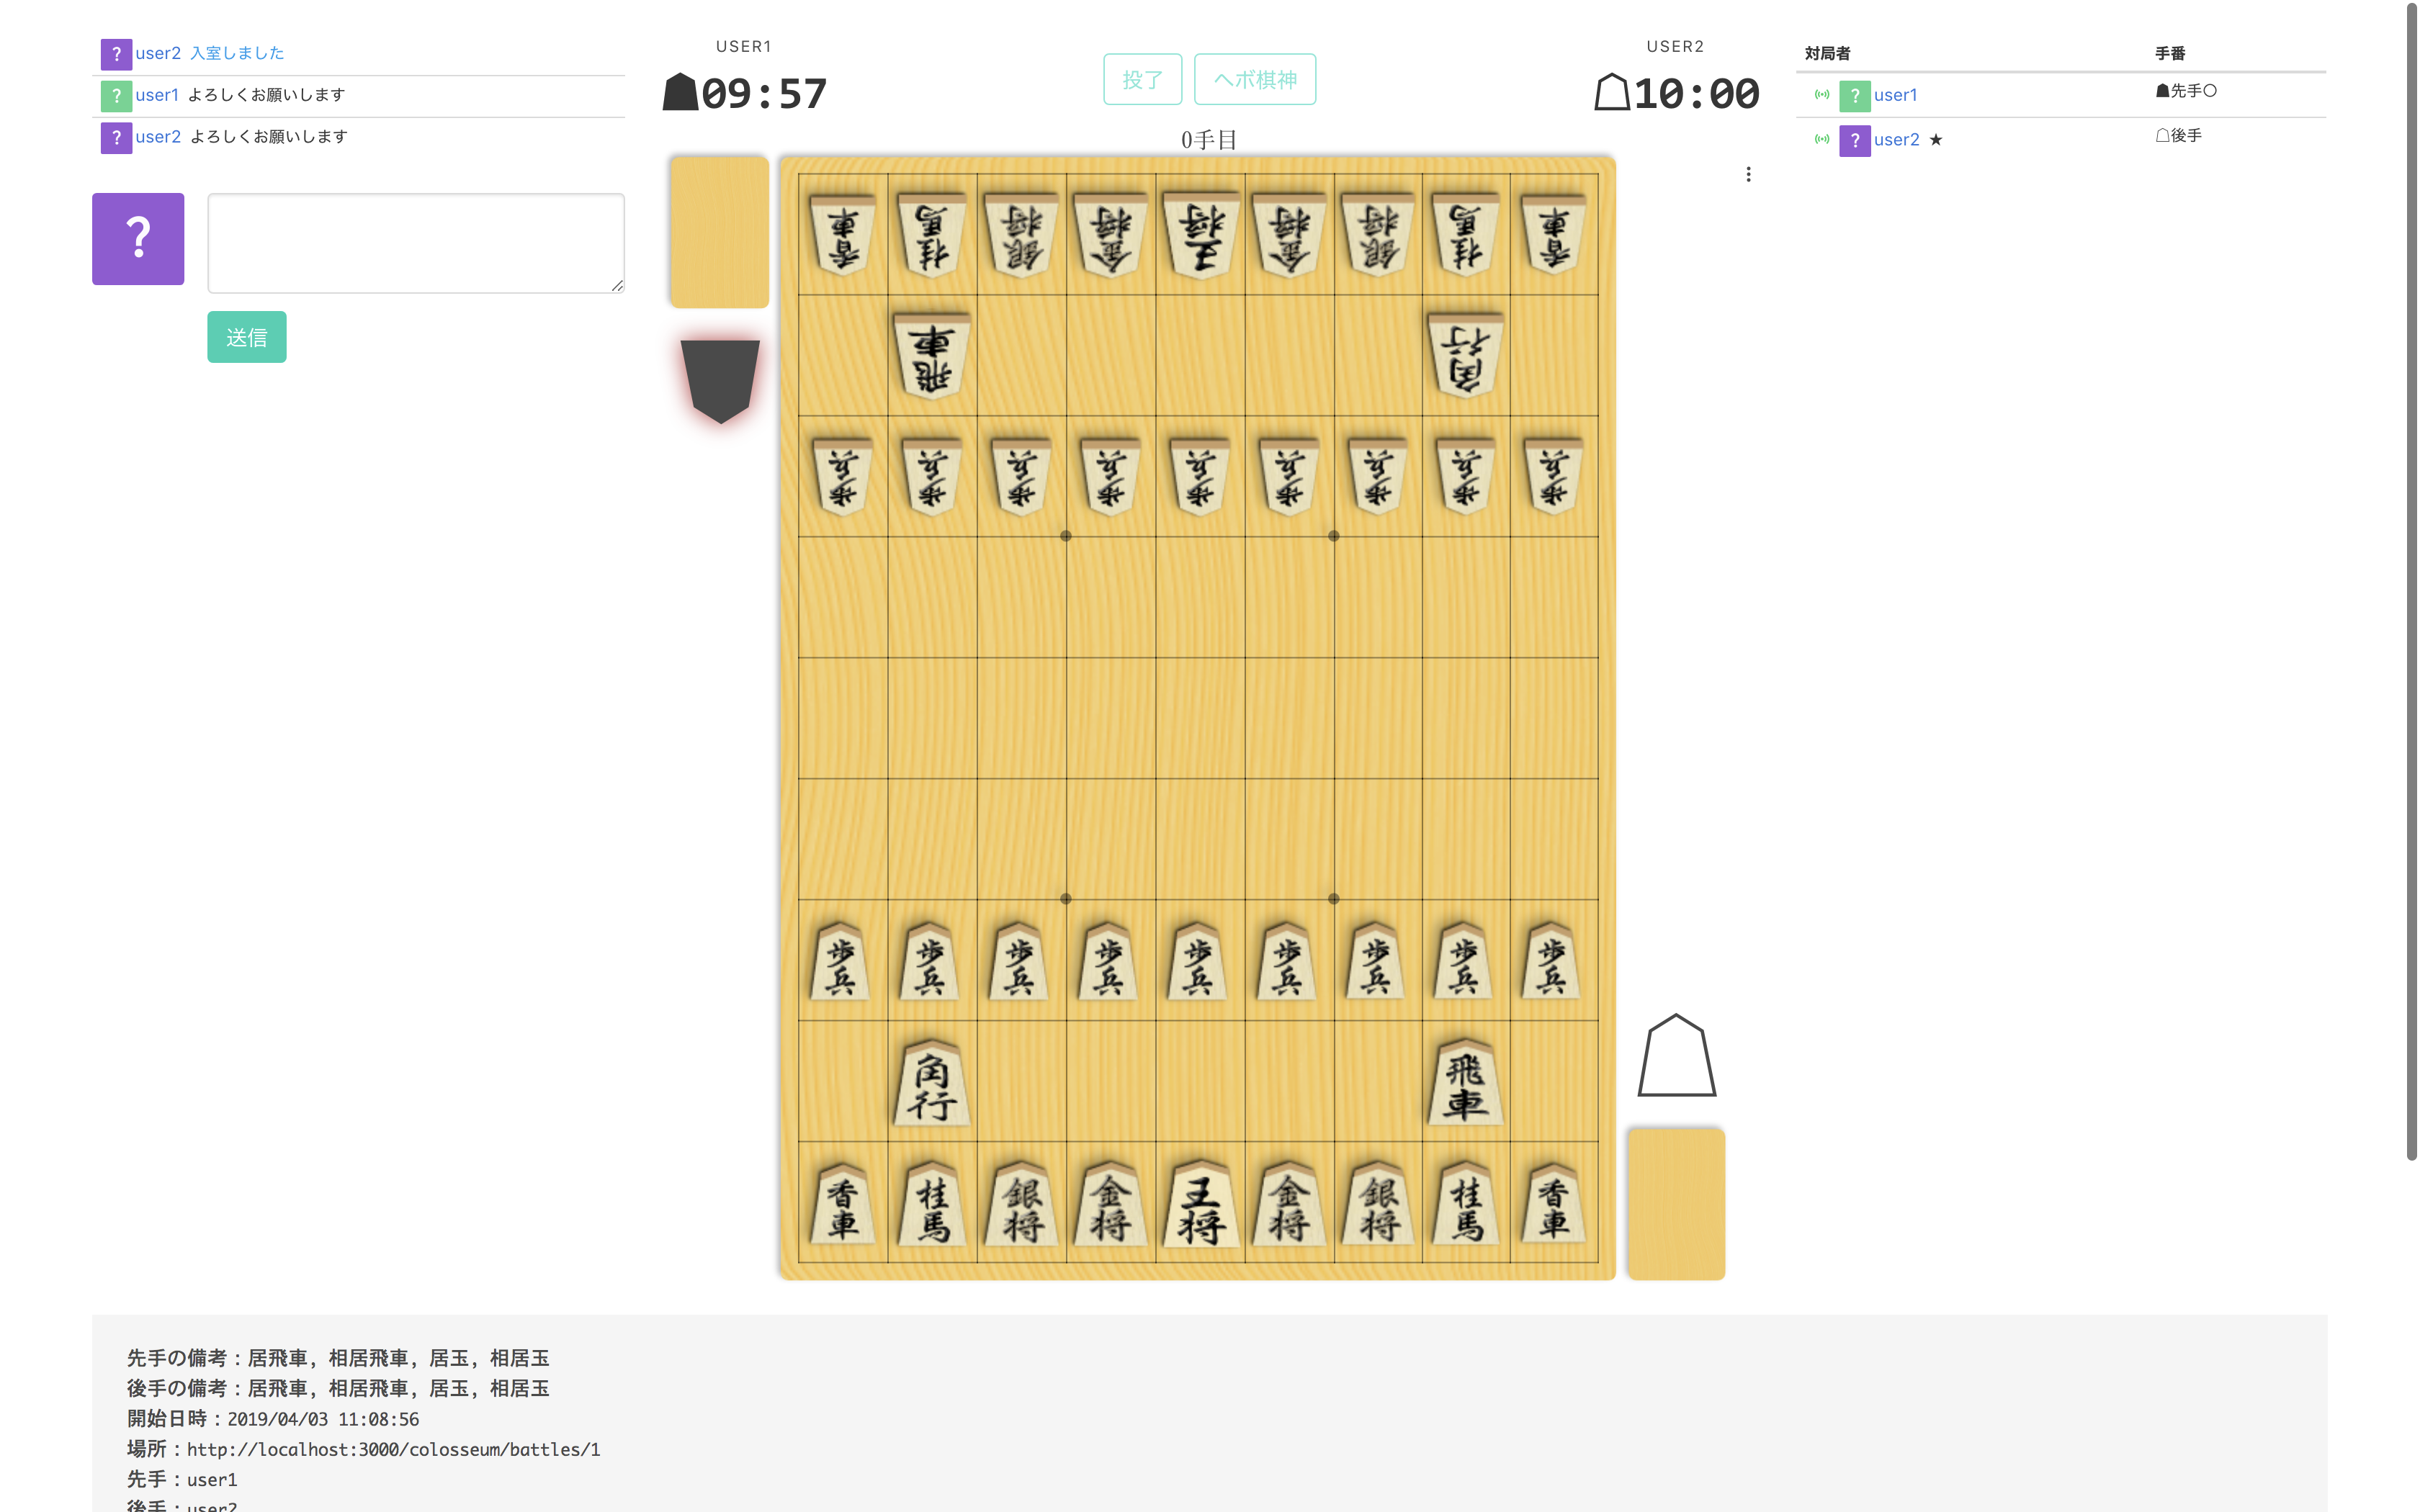 ? user2 入室しました
? user1 よろしくお願いします
? user2 よろしくお願いします
?
送信
USER1
☗09:57
投了 ヘボ棋神
USER2
☖10:00
0手目
対局者 手番
? user1 ☗先手○
? user2 ★ ☖後手
香車 桂馬 銀将 金将 王将 金将 銀将 桂馬 香車
飛車 角行
歩兵 歩兵 歩兵 歩兵 歩兵 歩兵 歩兵 歩兵 歩兵
歩兵 歩兵 歩兵 歩兵 歩兵 歩兵 歩兵 歩兵 歩兵
角行 飛車
香車 桂馬 銀将 金将 王将 金将 銀将 桂馬 香車
先手の備考：居飛車, 相居飛車, 居玉, 相居玉
後手の備考：居飛車, 相居飛車, 居玉, 相居玉
開始日時：2019/04/03 11:08:56
場所：http://localhost:3000/colosseum/battles/1
先手：user1
後手：user2